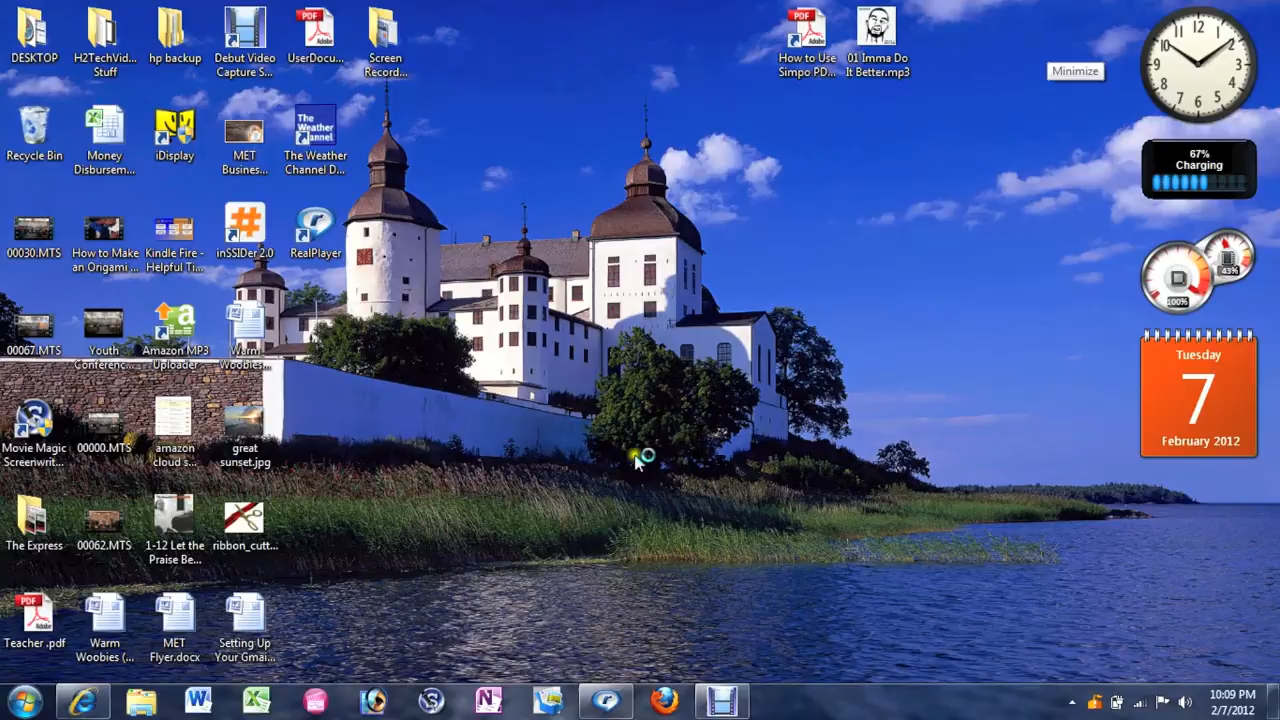 DESKTOP
H2TechVid...
Stuff
hp backup
Debut Video
Capture S...
UserDocu...
Screen
Record...
How to Use
Simpo PD...
01 Imma Do
It Better.mp3
Minimize
Recycle Bin
Money
Disbursem...
iDisplay
MET
Busines...
The
Weather
Channel
The Weather
Channel D...
67%
Charging
00030.MTS
How to Make
an Origami ...
Kindle Fire -
Helpful Ti...
inSSIDer 2.0
RealPlayer
43%
100%
00067.MTS
Youth
Conferenc...
Amazon MP3
Uploader
Warm
Woobies...
Tuesday
7
February 2012
Movie Magic
Screenwrit...
00000.MTS
amazon
cloud s...
great
sunset.jpg
The Express
00062.MTS
1-12 Let the
Praise Be...
ribbon_cutt...
Teacher .pdf
Warm
Woobies (...
MET
Flyer.docx
Setting Up
Your Gmai...
10:09 PM
2/7/2012